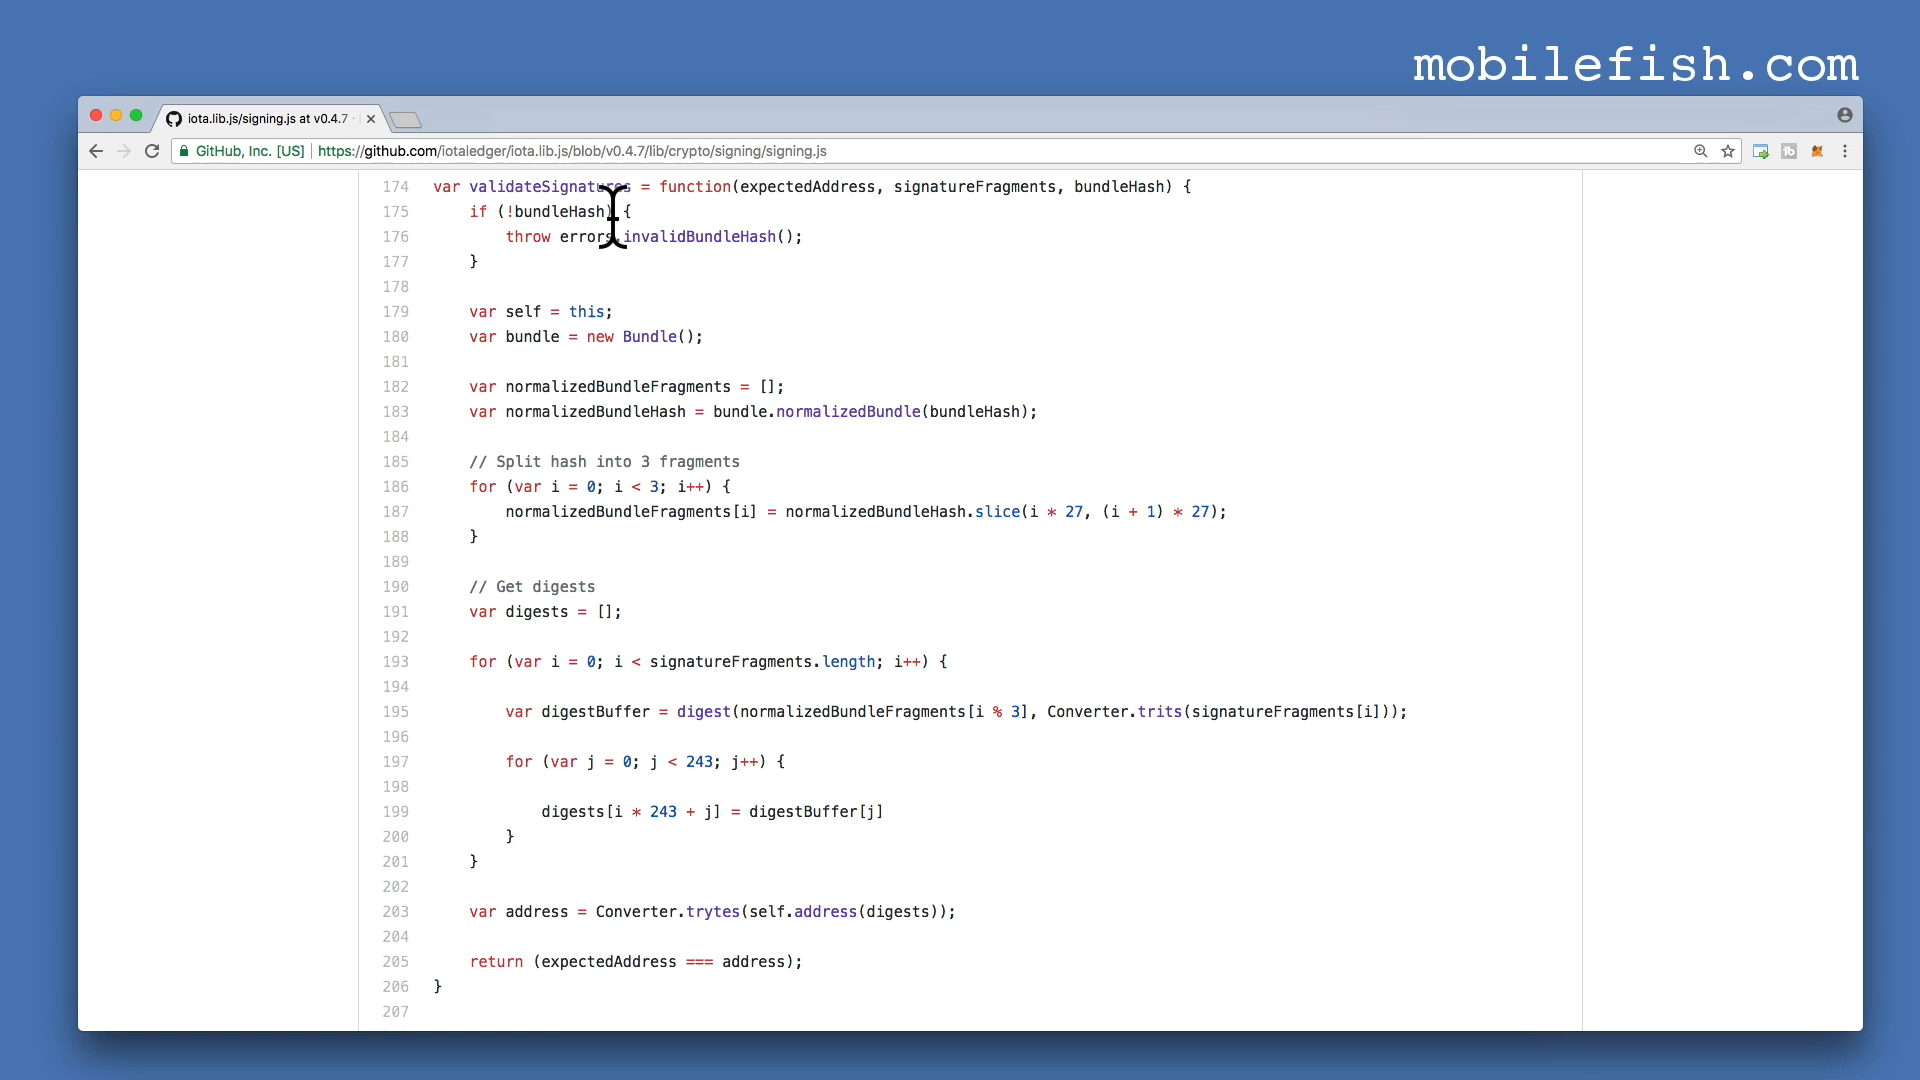 mobilefish.com
iota.lib.js/signing.js at v0.4.7 ·
GitHub, Inc. [US] https://github.com/iotaledger/iota.lib.js/blob/v0.4.7/lib/crypto/signing/signing.js
174 var validateSignatures = function(expectedAddress, signatureFragments, bundleHash) {
175 if (!bundleHash) {
176 throw errors.invalidBundleHash();
177 }
178
179 var self = this;
180 var bundle = new Bundle();
181
182 var normalizedBundleFragments = [];
183 var normalizedBundleHash = bundle.normalizedBundle(bundleHash);
184
185 // Split hash into 3 fragments
186 for (var i = 0; i < 3; i++) {
187 normalizedBundleFragments[i] = normalizedBundleHash.slice(i * 27, (i + 1) * 27);
188 }
189
190 // Get digests
191 var digests = [];
192
193 for (var i = 0; i < signatureFragments.length; i++) {
194
195 var digestBuffer = digest(normalizedBundleFragments[i % 3], Converter.trits(signatureFragments[i]));
196
197 for (var j = 0; j < 243; j++) {
198
199 digests[i * 243 + j] = digestBuffer[j]
200 }
201 }
202
203 var address = Converter.trytes(self.address(digests));
204
205 return (expectedAddress === address);
206 }
207